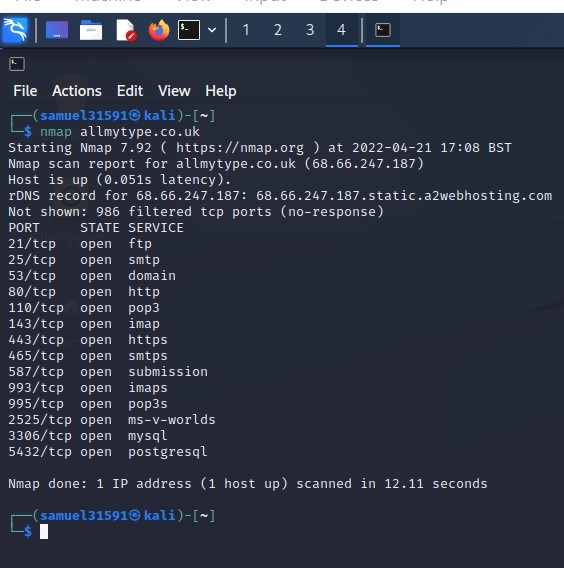 File Machine View Input Devices Help
1 2 3 4
File Actions Edit View Help
┌──(samuel31591㉿kali)-[~]
└─$ nmap allmytype.co.uk
Starting Nmap 7.92 ( https://nmap.org ) at 2022-04-21 17:08 BST
Nmap scan report for allmytype.co.uk (68.66.247.187)
Host is up (0.051s latency).
rDNS record for 68.66.247.187: 68.66.247.187.static.a2webhosting.com
Not shown: 986 filtered tcp ports (no-response)
PORT     STATE SERVICE
21/tcp   open  ftp
25/tcp   open  smtp
53/tcp   open  domain
80/tcp   open  http
110/tcp  open  pop3
143/tcp  open  imap
443/tcp  open  https
465/tcp  open  smtps
587/tcp  open  submission
993/tcp  open  imaps
995/tcp  open  pop3s
2525/tcp open  ms-v-worlds
3306/tcp open  mysql
5432/tcp open  postgresql
Nmap done: 1 IP address (1 host up) scanned in 12.11 seconds
┌──(samuel31591㉿kali)-[~]
└─$